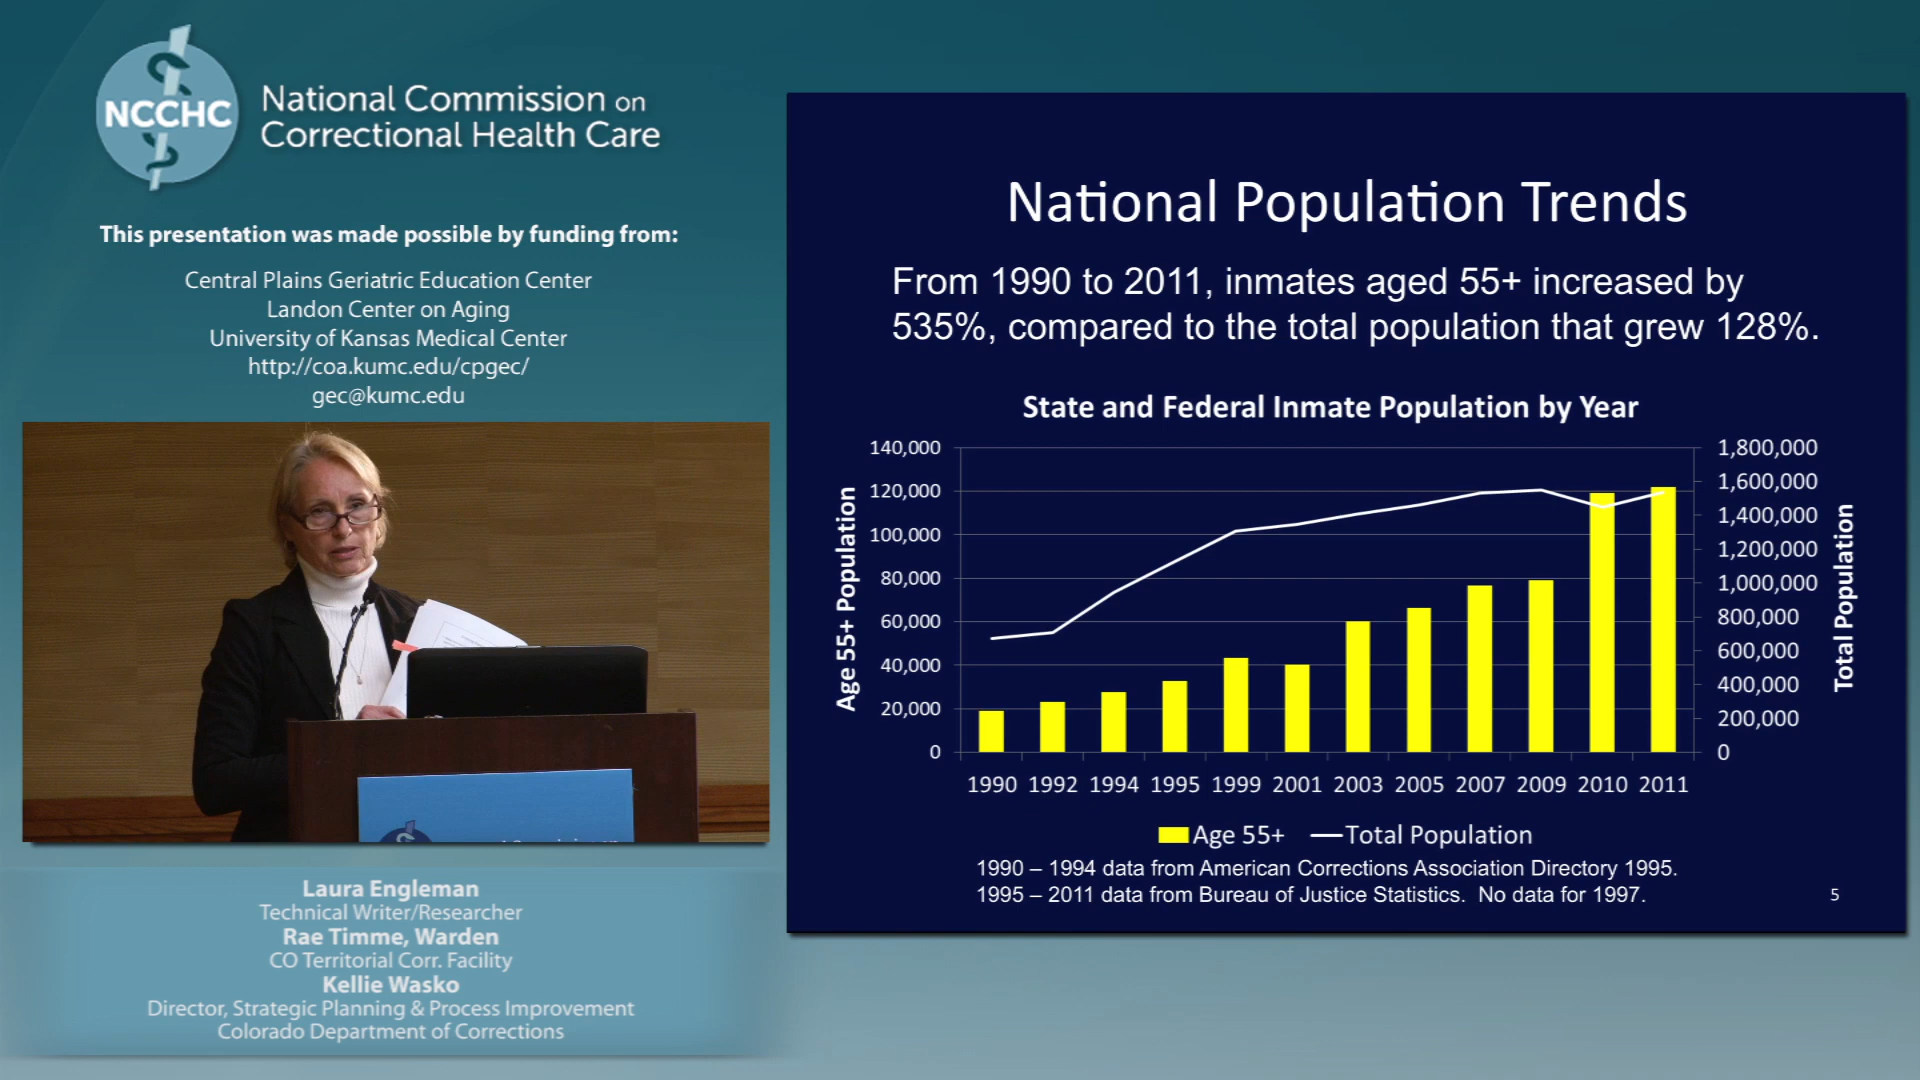 NCCHC
National Commission on
Correctional Health Care
This presentation was made possible by funding from:
Central Plains Geriatric Education Center
Landon Center on Aging
University of Kansas Medical Center
http://coa.kumc.edu/cpgec/
gec@kumc.edu
Laura Engleman
Technical Writer/Researcher
Rae Timme, Warden
CO Territorial Corr. Facility
Kellie Wasko
Director, Strategic Planning & Process Improvement
Colorado Department of Corrections
National Population Trends
From 1990 to 2011, inmates aged 55+ increased by
535%, compared to the total population that grew 128%.
State and Federal Inmate Population by Year
Age 55+ Population
140,000
120,000
100,000
80,000
60,000
40,000
20,000
0
1,800,000
1,600,000
1,400,000
1,200,000
1,000,000
800,000
600,000
400,000
200,000
0
Total Population
1990 1992 1994 1995 1999 2001 2003 2005 2007 2009 2010 2011
Age 55+ Total Population
1990 – 1994 data from American Corrections Association Directory 1995.
1995 – 2011 data from Bureau of Justice Statistics. No data for 1997.
5